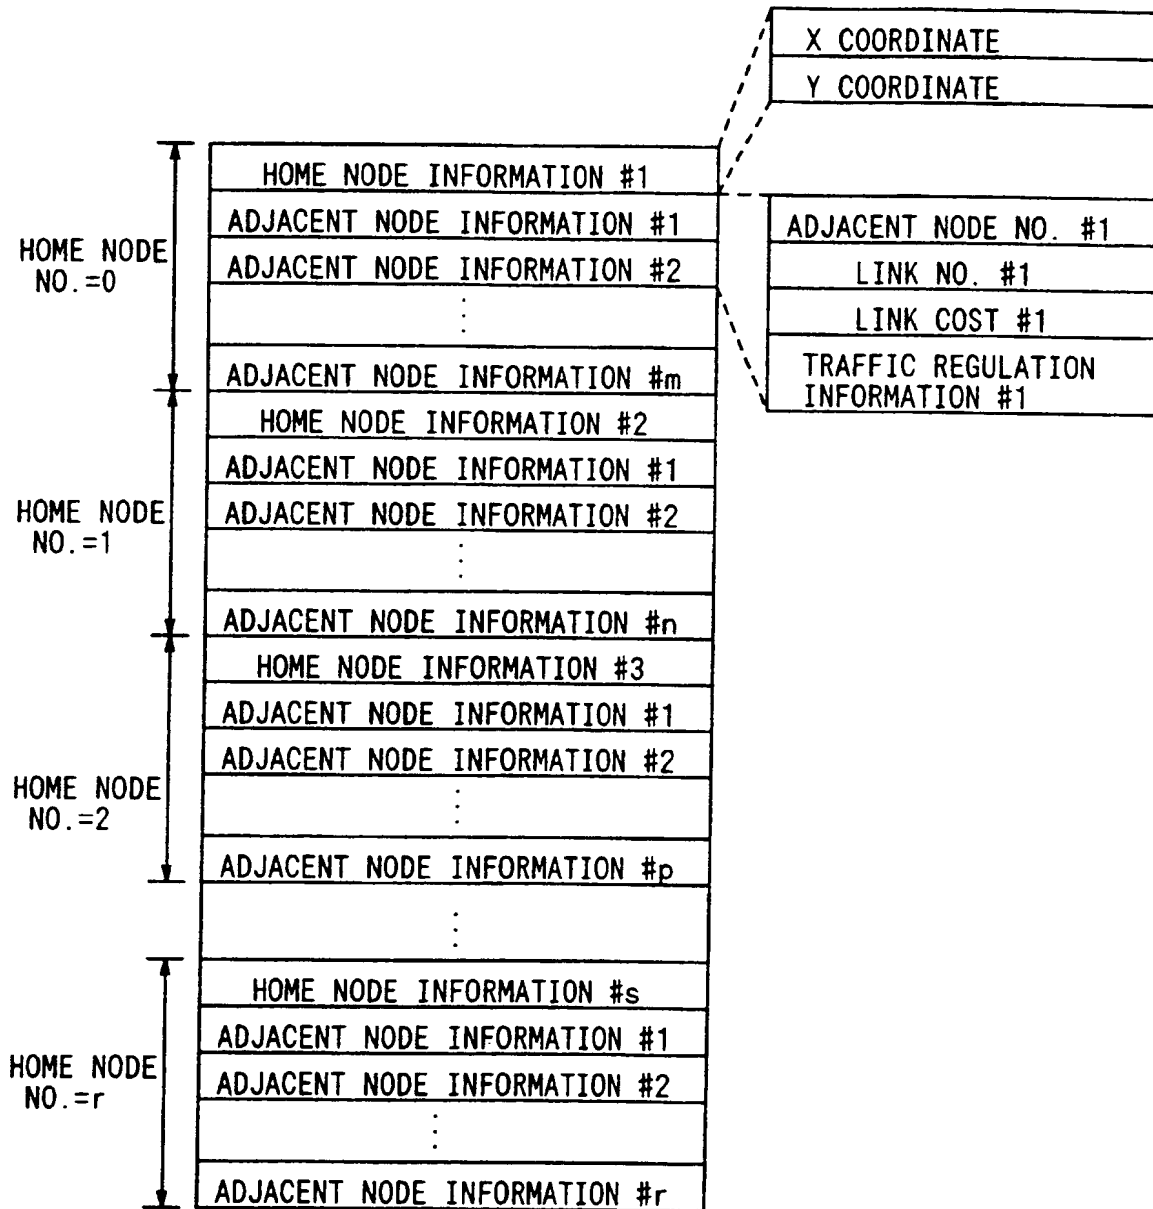 X COORDINATE
Y COORDINATE
HOME NODE INFORMATION #1
ADJACENT NODE INFORMATION #1
ADJACENT NODE INFORMATION #2
ADJACENT NODE INFORMATION #m
HOME NODE
NO.=0
ADJACENT NODE NO. #1
LINK NO. #1
LINK COST #1
TRAFFIC REGULATION
INFORMATION #1
HOME NODE INFORMATION #2
ADJACENT NODE INFORMATION #1
ADJACENT NODE INFORMATION #2
ADJACENT NODE INFORMATION #n
HOME NODE
NO.=1
HOME NODE INFORMATION #3
ADJACENT NODE INFORMATION #1
ADJACENT NODE INFORMATION #2
ADJACENT NODE INFORMATION #p
HOME NODE
NO.=2
HOME NODE INFORMATION #s
ADJACENT NODE INFORMATION #1
ADJACENT NODE INFORMATION #2
ADJACENT NODE INFORMATION #r
HOME NODE
NO.=r